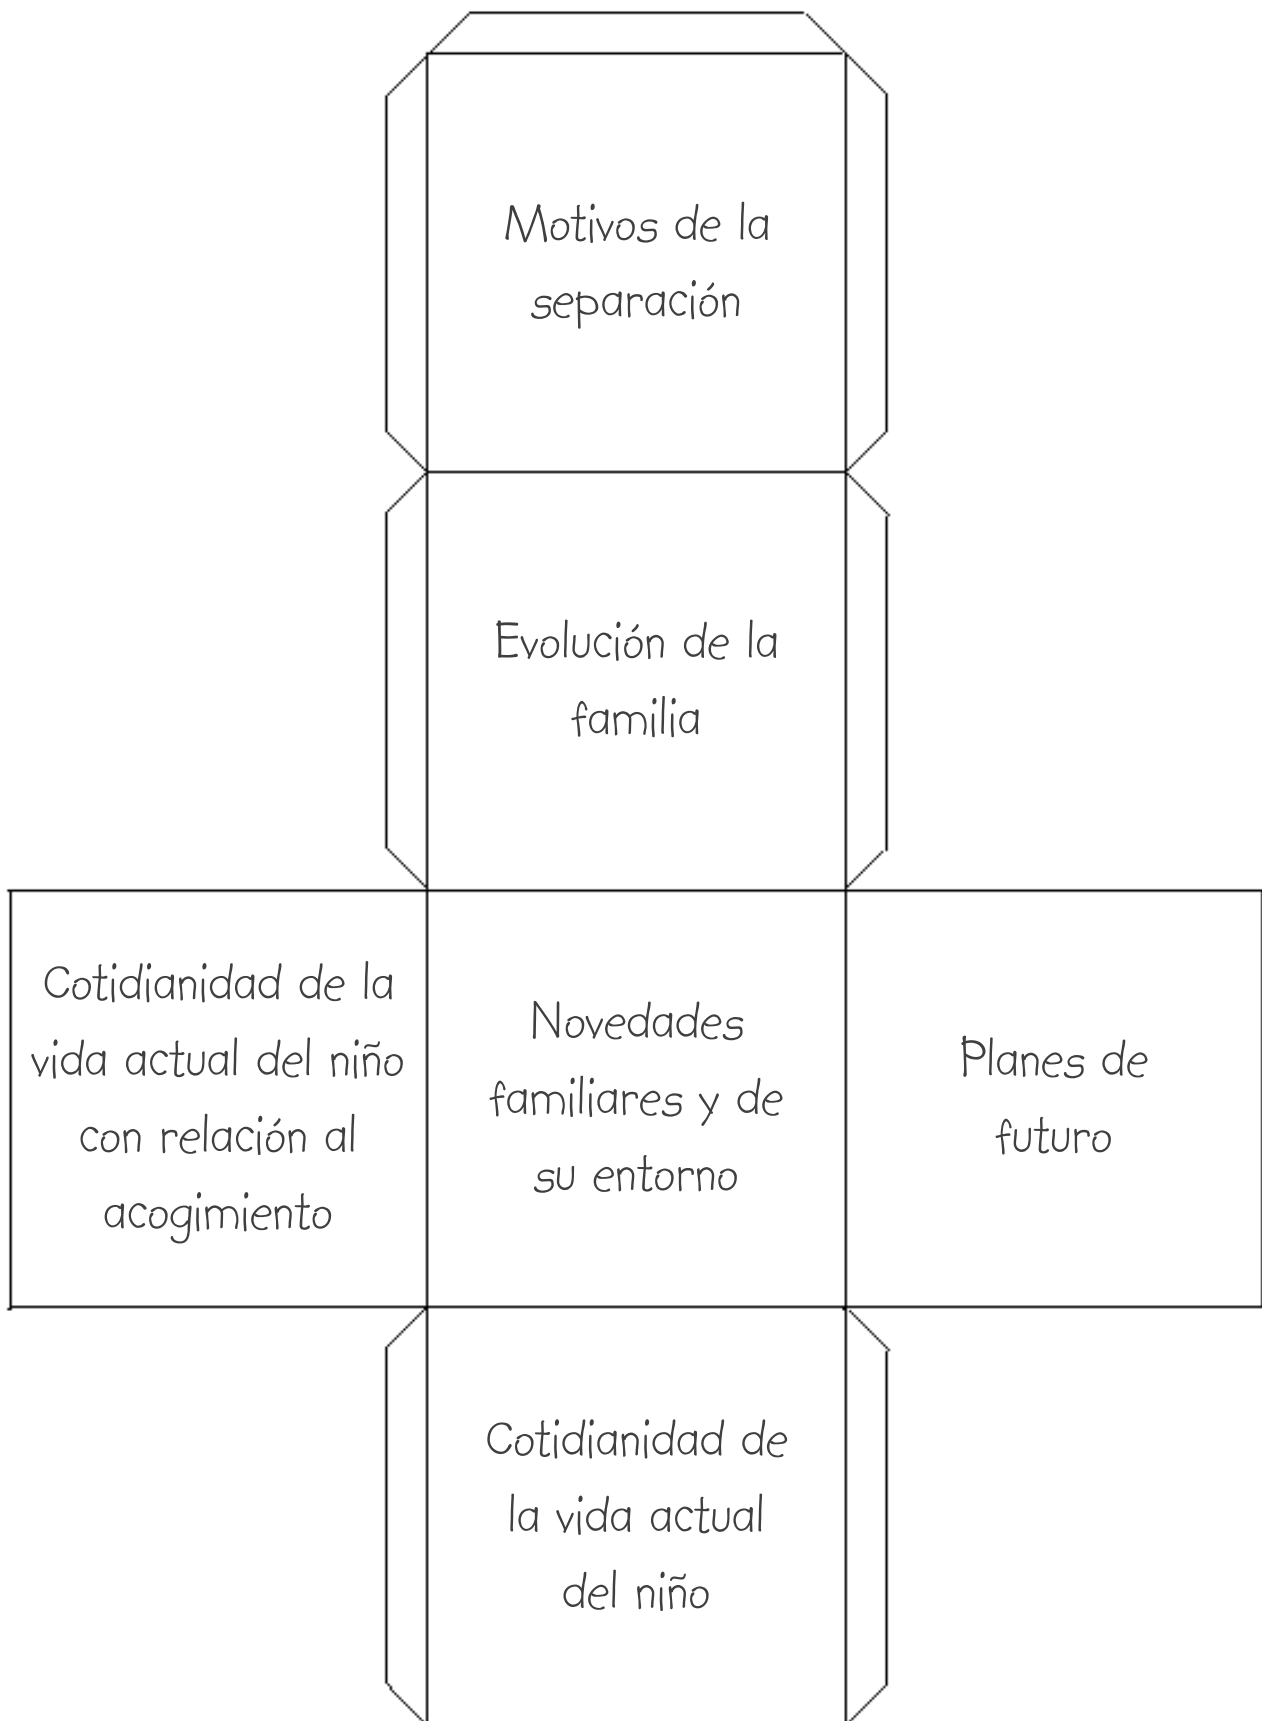 Motivos de la
separación
Evolución de la
familia
Cotidianidad de la
vida actual del niño
con relación al
acogimiento
Novedades
familiares y de
su entorno
Planes de
futuro
Cotidianidad de
la vida actual
del niño